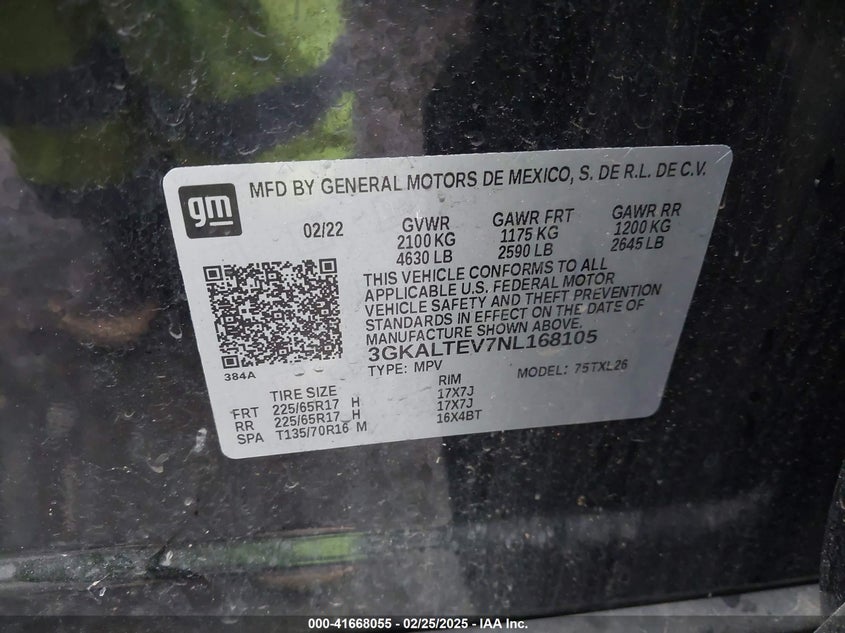 gm
MFD BY GENERAL MOTORS DE MEXICO, S. DE R.L. DE C.V.
02/22
GVWR
2100 KG
4630 LB
GAWR FRT
1175 KG
2590 LB
GAWR RR
1200 KG
2645 LB
THIS VEHICLE CONFORMS TO ALL
APPLICABLE U.S. FEDERAL MOTOR
VEHICLE SAFETY AND THEFT PREVENTION
STANDARDS IN EFFECT ON THE DATE OF
MANUFACTURE SHOWN ABOVE.
3GKALTEV7NL168105
384A
TYPE: MPV
MODEL: 75TXL26
TIRE SIZE RIM
FRT 225/65R17 H 17X7J
RR 225/65R17 H 17X7J
SPA T135/70R16 M 16X4BT
000-41668055 - 02/25/2025 - IAA Inc.